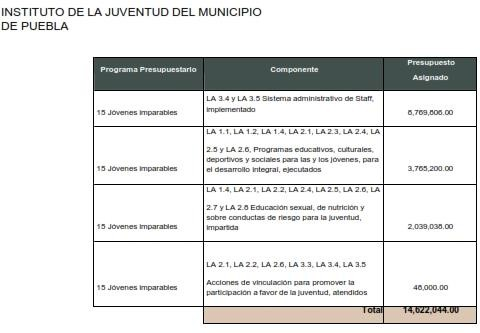 INSTITUTO DE LA JUVENTUD DEL MUNICIPIO
DE PUEBLA
Programa Presupuestario
Componente
Presupuesto
Asignado
15 Jóvenes Imparables
LA 3.4 y LA 3.5 Sistema administrativo de Staff,
implementado
8,769,806.00
15 Jóvenes Imparables
LA 1.1, LA 1.2, LA 1.4, LA 2.1, LA 2.3, LA 2.4, LA
2.5 y LA 2.6, Programas educativos, culturales,
deportivos y sociales para las y los jóvenes, para
el desarrollo integral, ejecutados
3,765,200.00
15 Jóvenes Imparables
LA 1.4, LA 2.1, LA 2.2, LA 2.4, LA 2.5, LA 2.6, LA
2.7 y LA 2.8 Educación sexual, de nutrición y
sobre conductas de riesgo para la juventud,
impartida
2,039,038.00
15 Jóvenes Imparables
LA 2.1, LA 2.2, LA 2.6, LA 3.3, LA 3.4, LA 3.5
Acciones de vinculación para promover la
participación a favor de la juventud, atendidos
48,000.00
Total
14,622,044.00